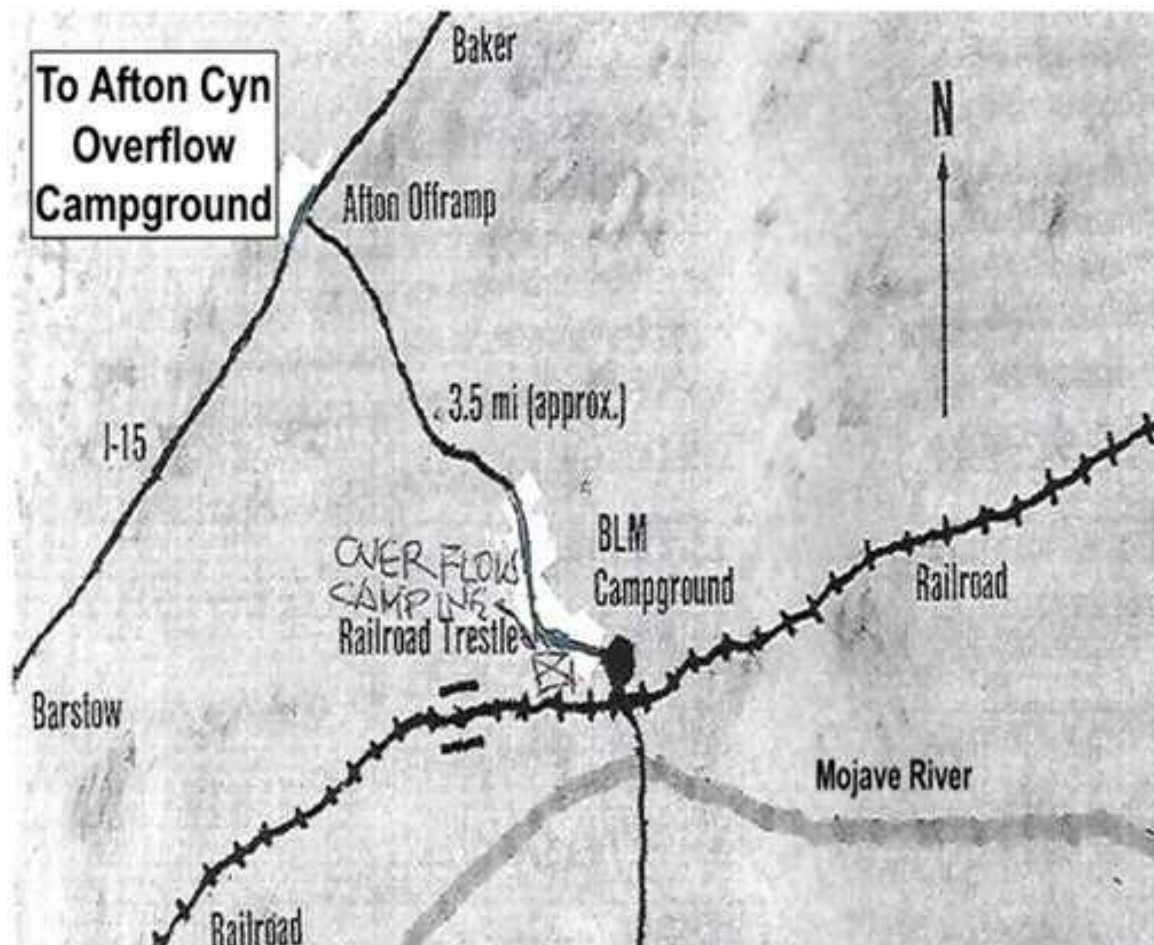 To Afton Cyn
Overflow
Campground
Baker
N
Afton Offramp
3.5 mi (approx.)
I-15
BLM
Campground
OVERFLOW
CAMPING
Railroad Trestle
Railroad
Barstow
Mojave River
Railroad